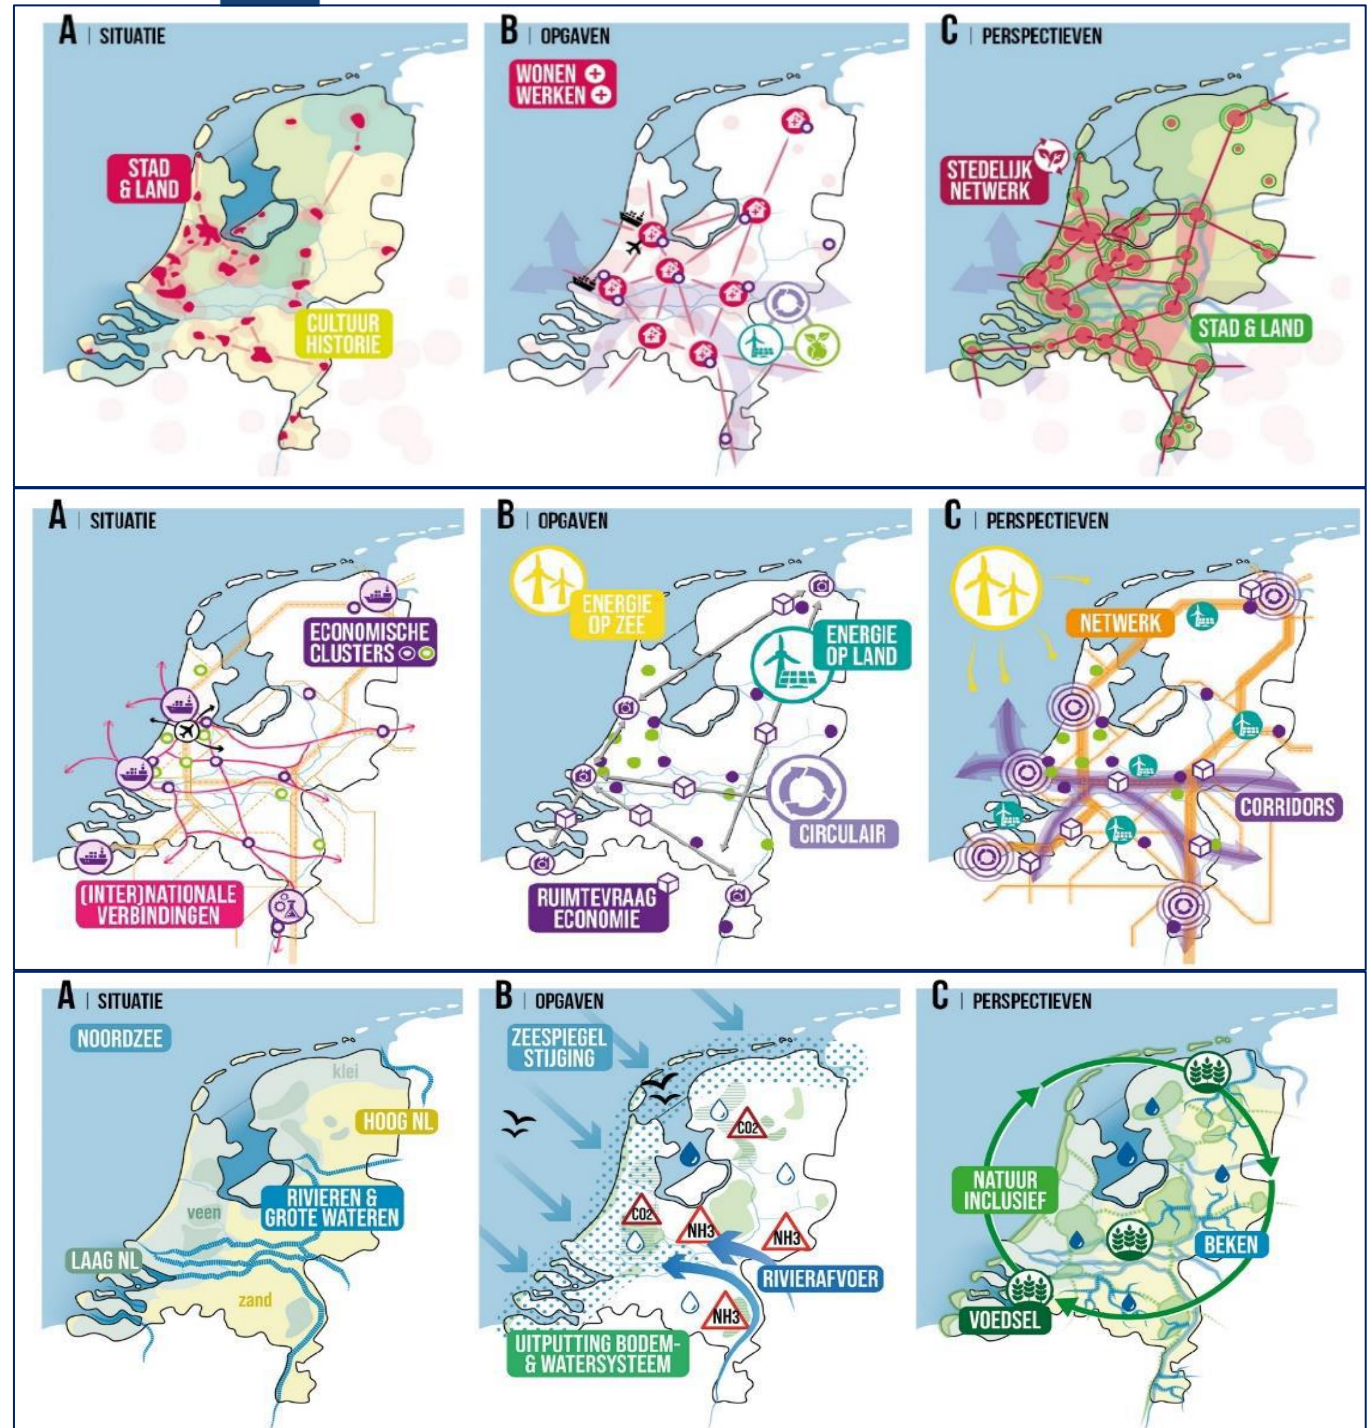 A | SITUATIE
STAD
& LAND
CULTUUR
HISTORIE
B | OPGAVEN
WONEN
WERKEN
C | PERSPECTIEVEN
STEDELIJK
NETWERK
STAD & LAND
A | SITUATIE
ECONOMISCHE
CLUSTERS
(INTER)NATIONALE
VERBINDINGEN
B | OPGAVEN
ENERGIE
OP ZEE
ENERGIE
OP LAND
CIRCULAIR
RUIMTEVRAAG
ECONOMIE
C | PERSPECTIEVEN
NETWERK
CORRIDORS
A | SITUATIE
NOORDZEE
klei
HOOG NL
RIVIEREN &
GROTE WATEREN
veen
LAAG NL
zand
B | OPGAVEN
ZEESPIEGEL
STIJGING
CO2
CO2
NH3
NH3
RIVIERAFVOER
NH3
UITPUTTING BODEM-
& WATERSYSTEEM
C | PERSPECTIEVEN
NATUUR
INCLUSIEF
BEKEN
VOEDSEL